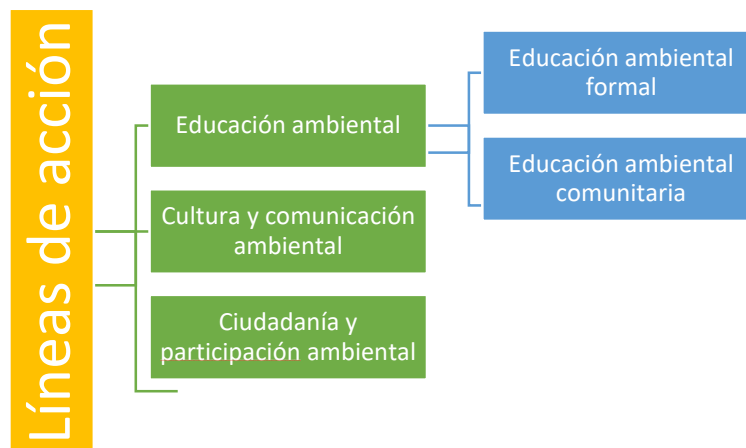 Líneas de acción
Educación ambiental
Cultura y comunicación
ambiental
Ciudadanía y
participación ambiental
Educación ambiental
formal
Educación ambiental
comunitaria